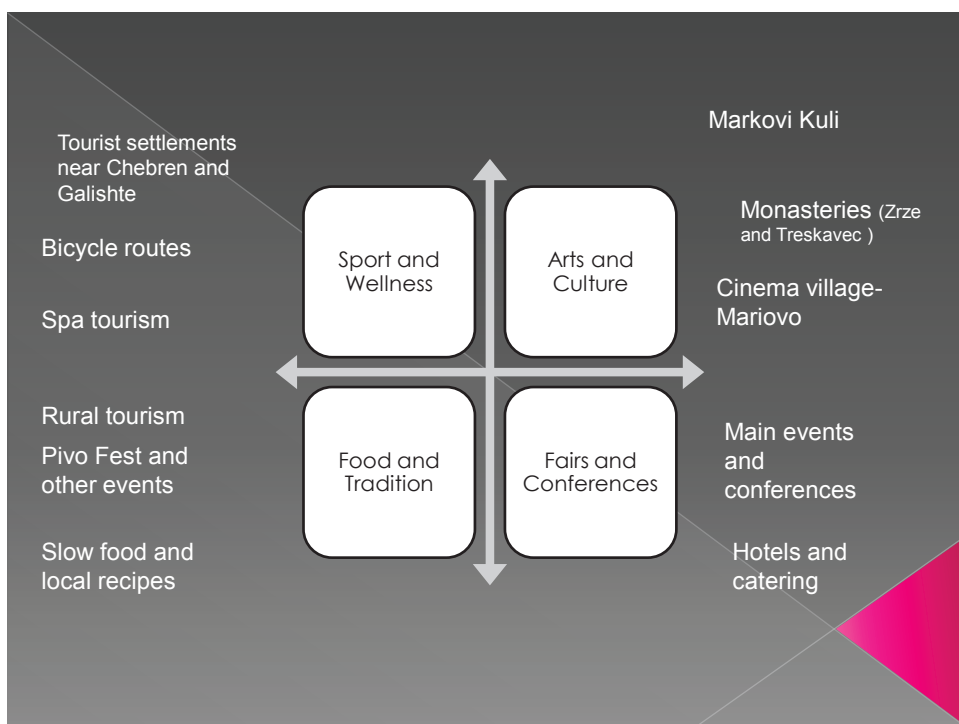 Markovi Kuli
Tourist settlements
near Chebren and
Galishte
Monasteries (Zrze
and Treskavec )
Bicycle routes
Sport and
Wellness
Arts and
Culture
Cinema village-
Mariovo
Spa tourism
Rural tourism
Pivo Fest and
other events
Food and
Tradition
Fairs and
Conferences
Main events
and
conferences
Slow food and
local recipes
Hotels and
catering